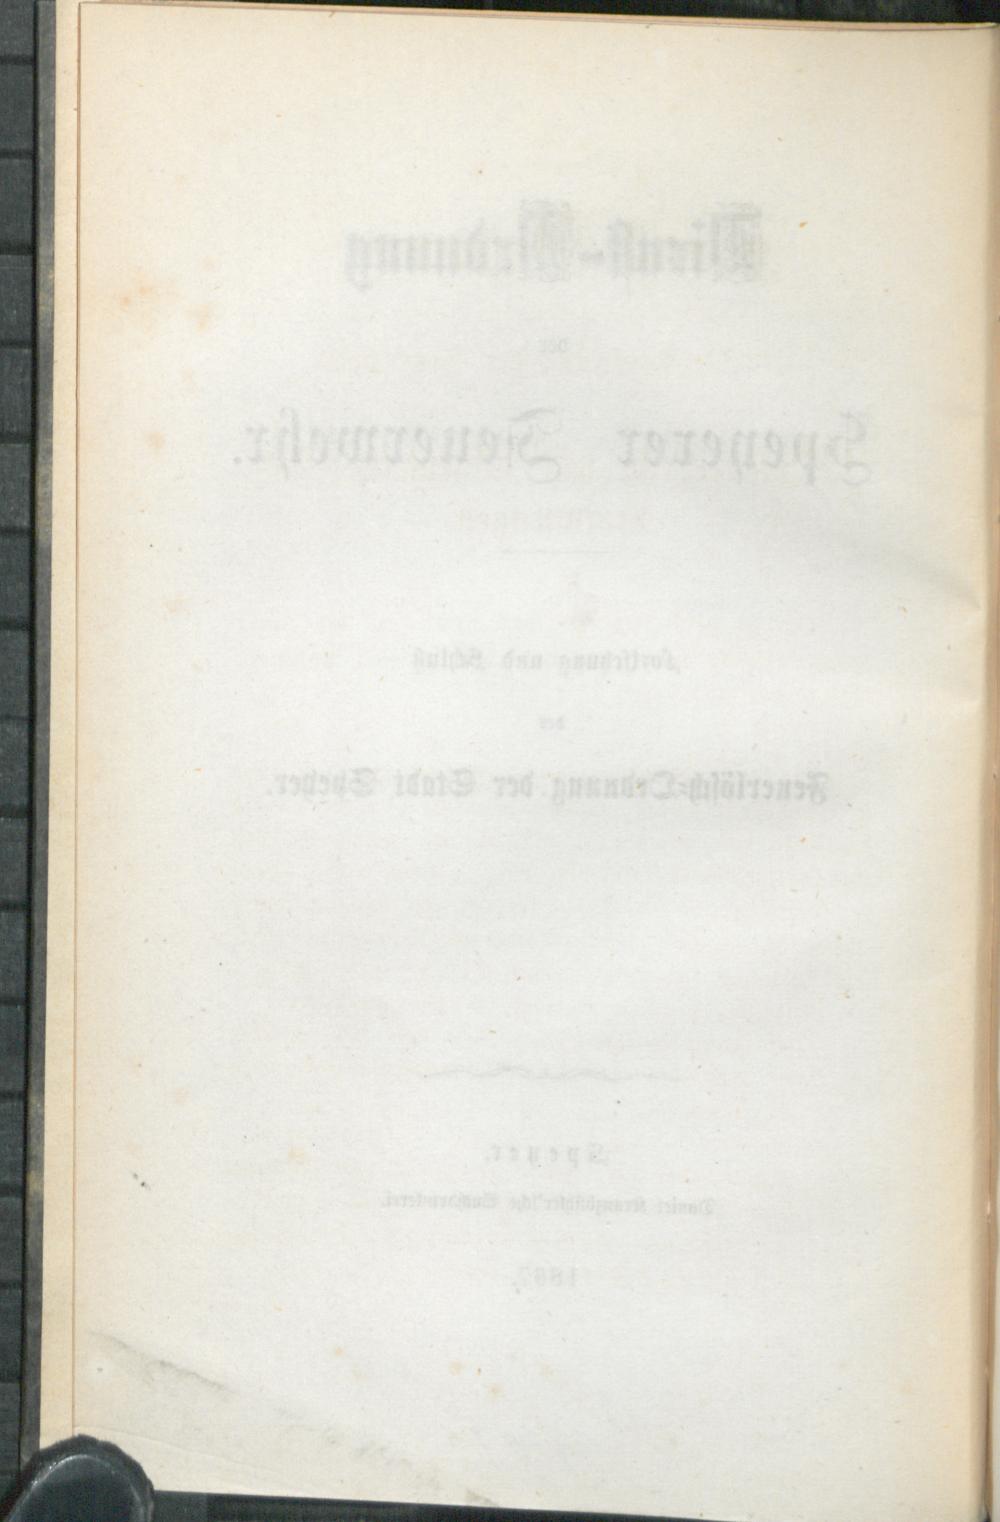 Dienst-Ordnung
der
Speyerer Feuerwehr.
Fortsetzung und Schluß
der
Feuerlösch-Ordnung der Stadt Speyer.
Speyer.
Daniel Kranzbühler'sche Buchdruckerei.
1867.